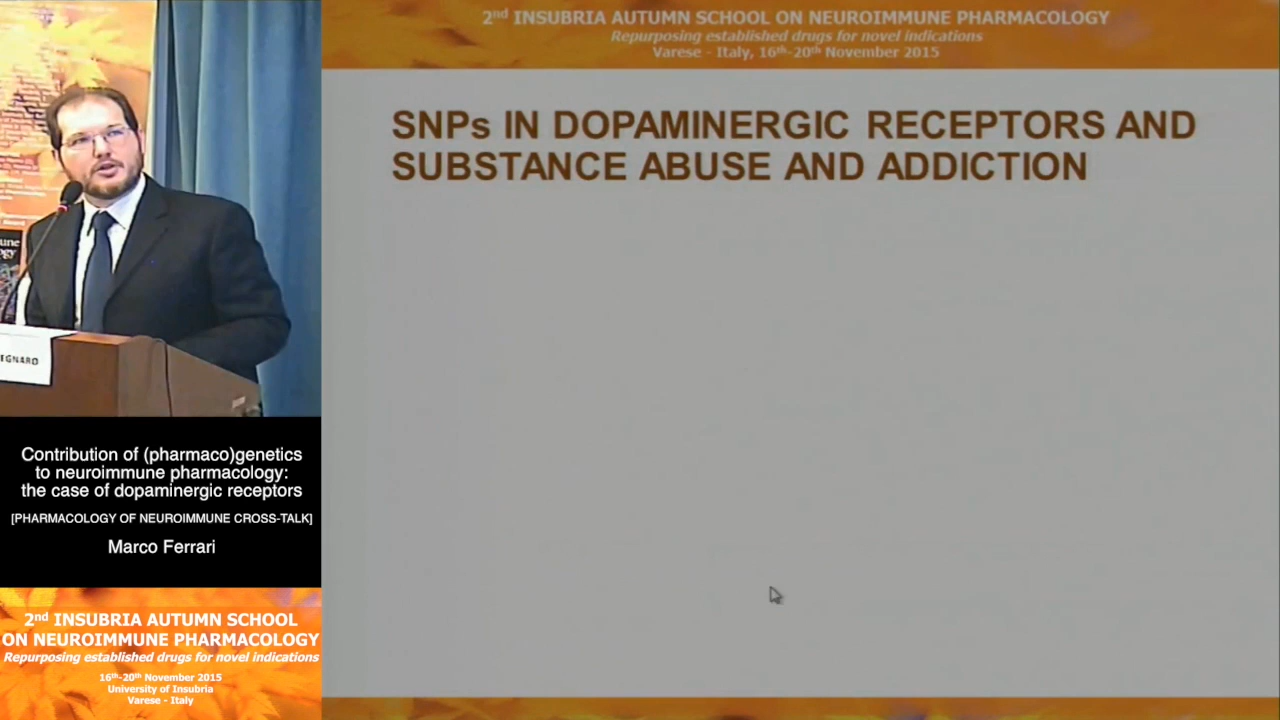 2nd INSUBRIA AUTUMN SCHOOL ON NEUROIMMUNE PHARMACOLOGY
Repurposing established drugs for novel indications
Varese - Italy, 16th-20th November 2015
SNPs IN DOPAMINERGIC RECEPTORS AND
SUBSTANCE ABUSE AND ADDICTION
EGNARO
Contribution of (pharmaco)genetics
to neuroimmune pharmacology:
the case of dopaminergic receptors
[PHARMACOLOGY OF NEUROIMMUNE CROSS-TALK]
Marco Ferrari
2nd INSUBRIA AUTUMN SCHOOL
ON NEUROIMMUNE PHARMACOLOGY
Repurposing established drugs for novel indications
16th-20th November 2015
University of Insubria
Varese - Italy